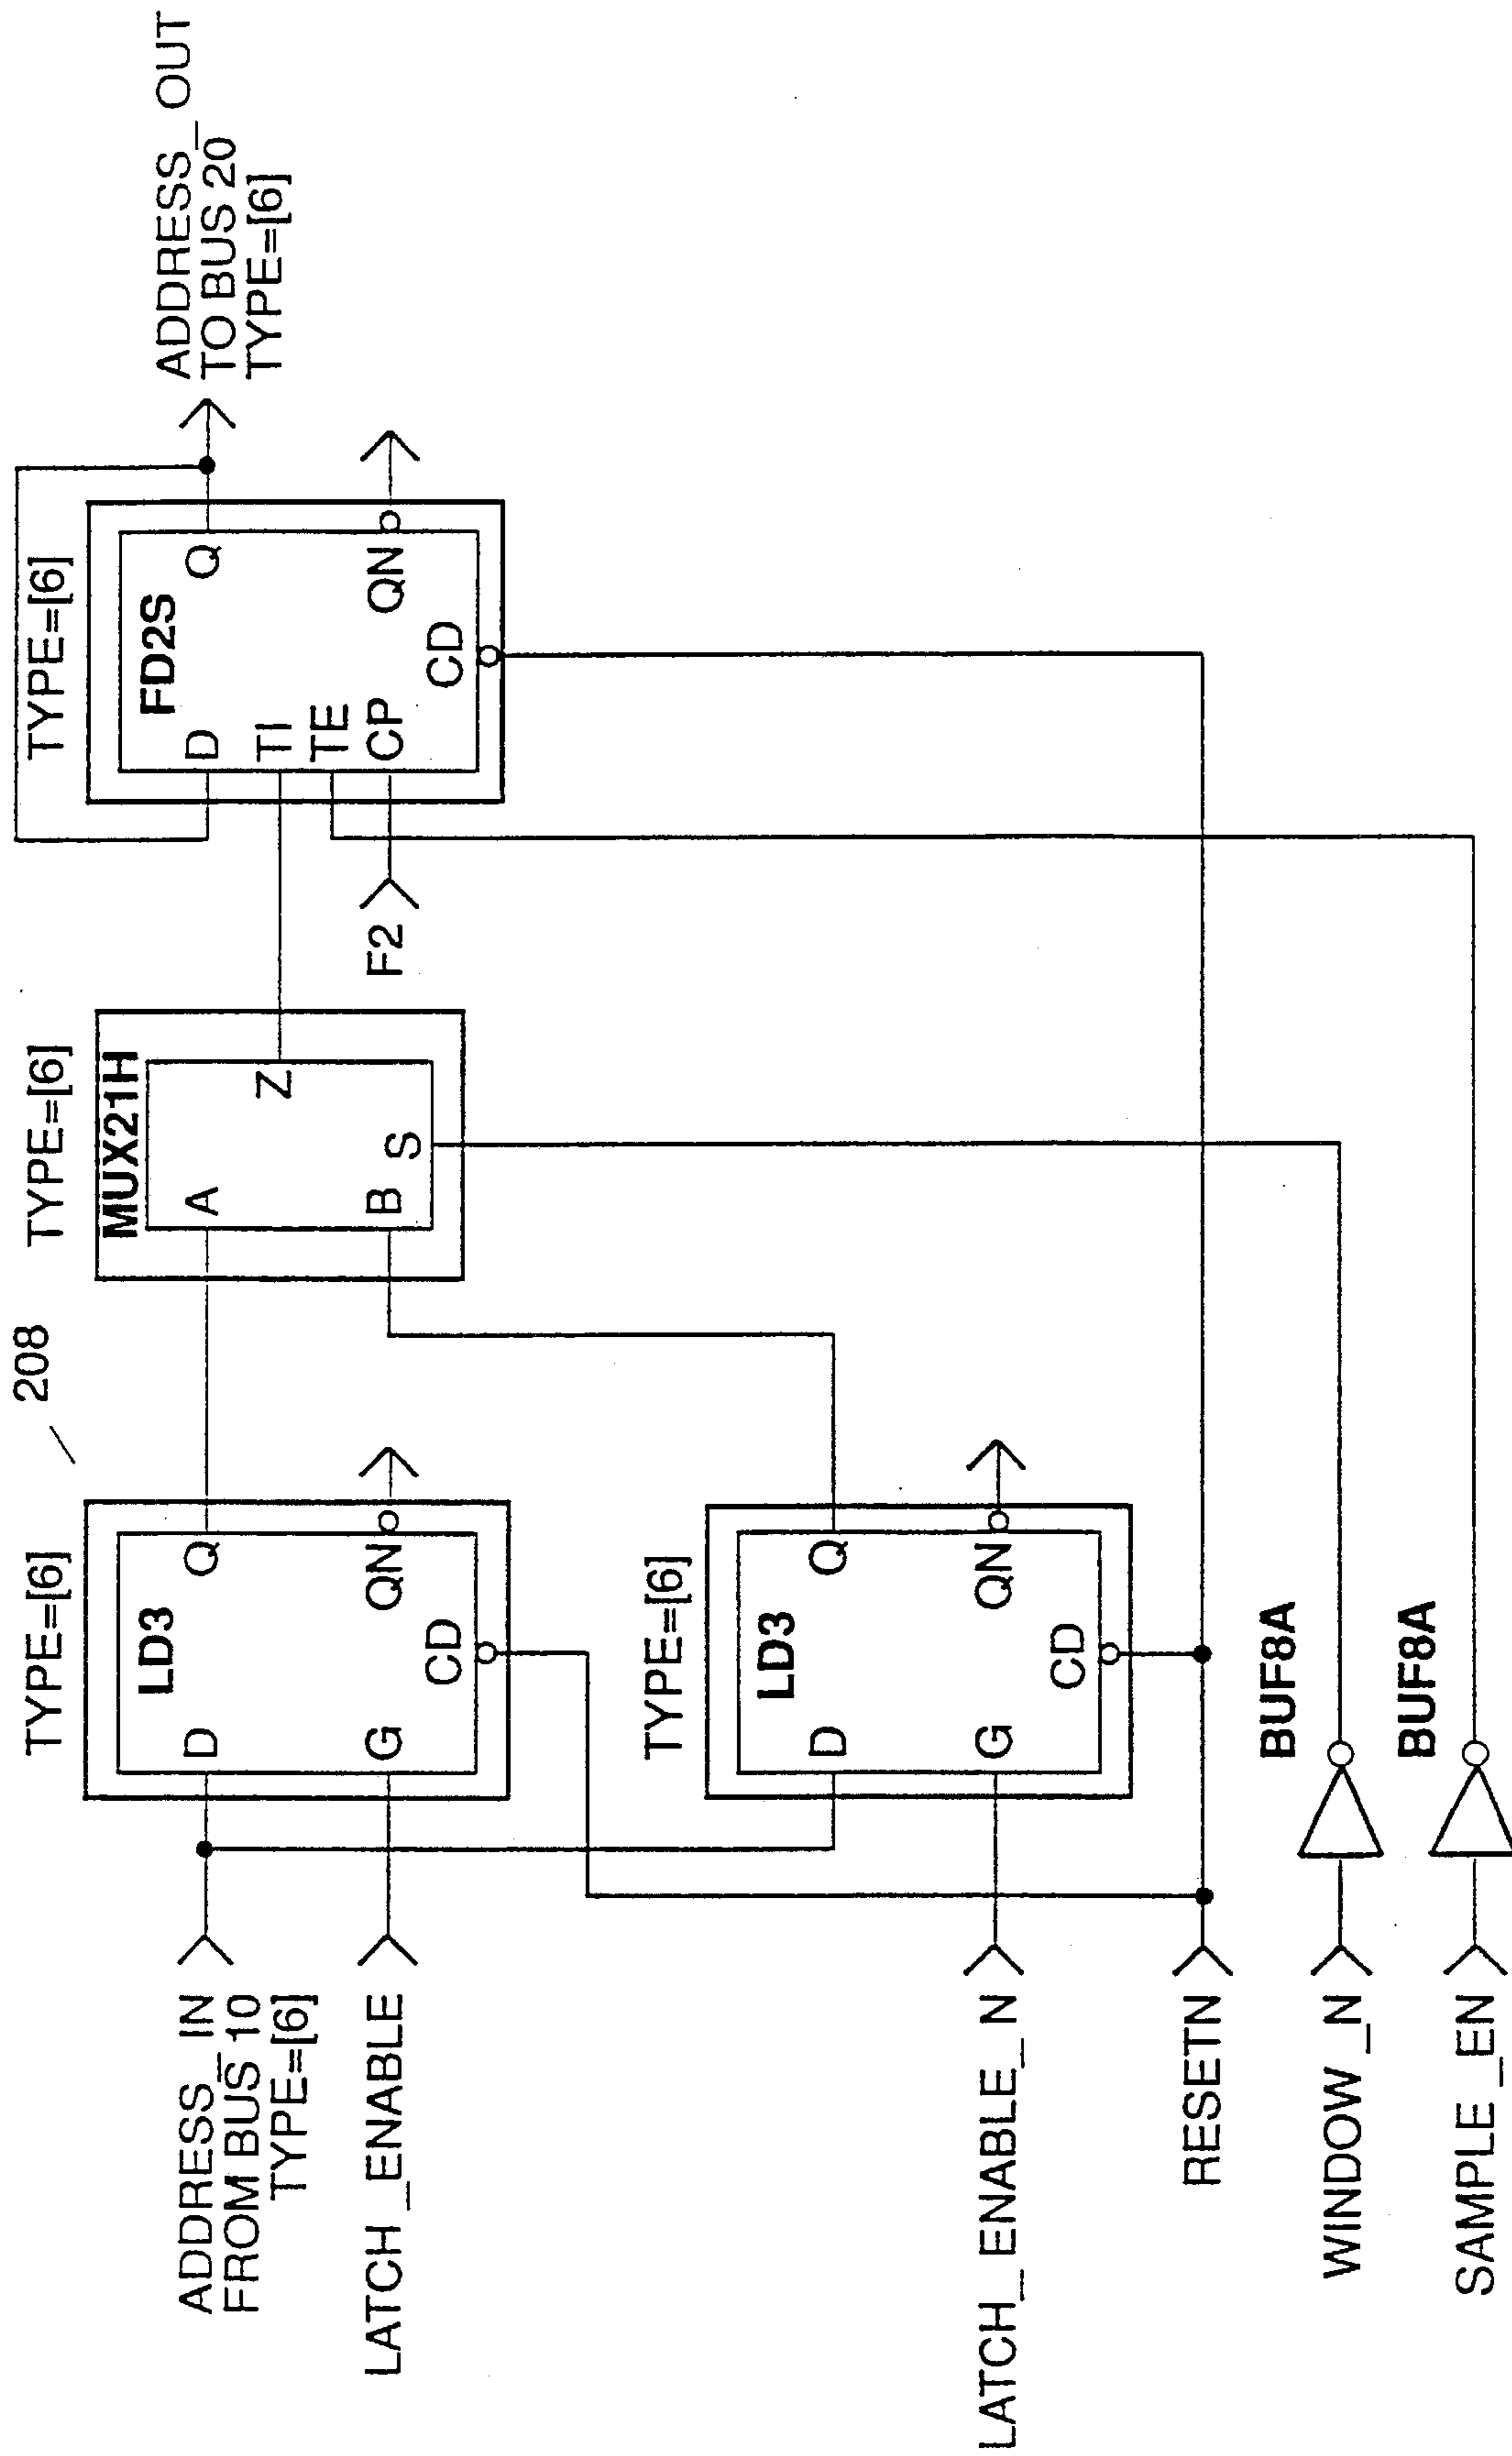 208
TYPE=[6]
LD3
D
Q
G
QN
CD
TYPE=[6]
MUX21H
A
Z
B
S
TYPE=[6]
FD2S
D
Q
TI
TE
CP
QN
CD
ADDRESS_OUT
TO BUS 20
TYPE=[6]
ADDRESS_IN
FROM BUS 10
TYPE=[6]
LATCH_ENABLE
F2
TYPE=[6]
LD3
D
Q
G
QN
CD
LATCH_ENABLE_N
RESETN
BUF8A
WINDOW_N
BUF8A
SAMPLE_EN